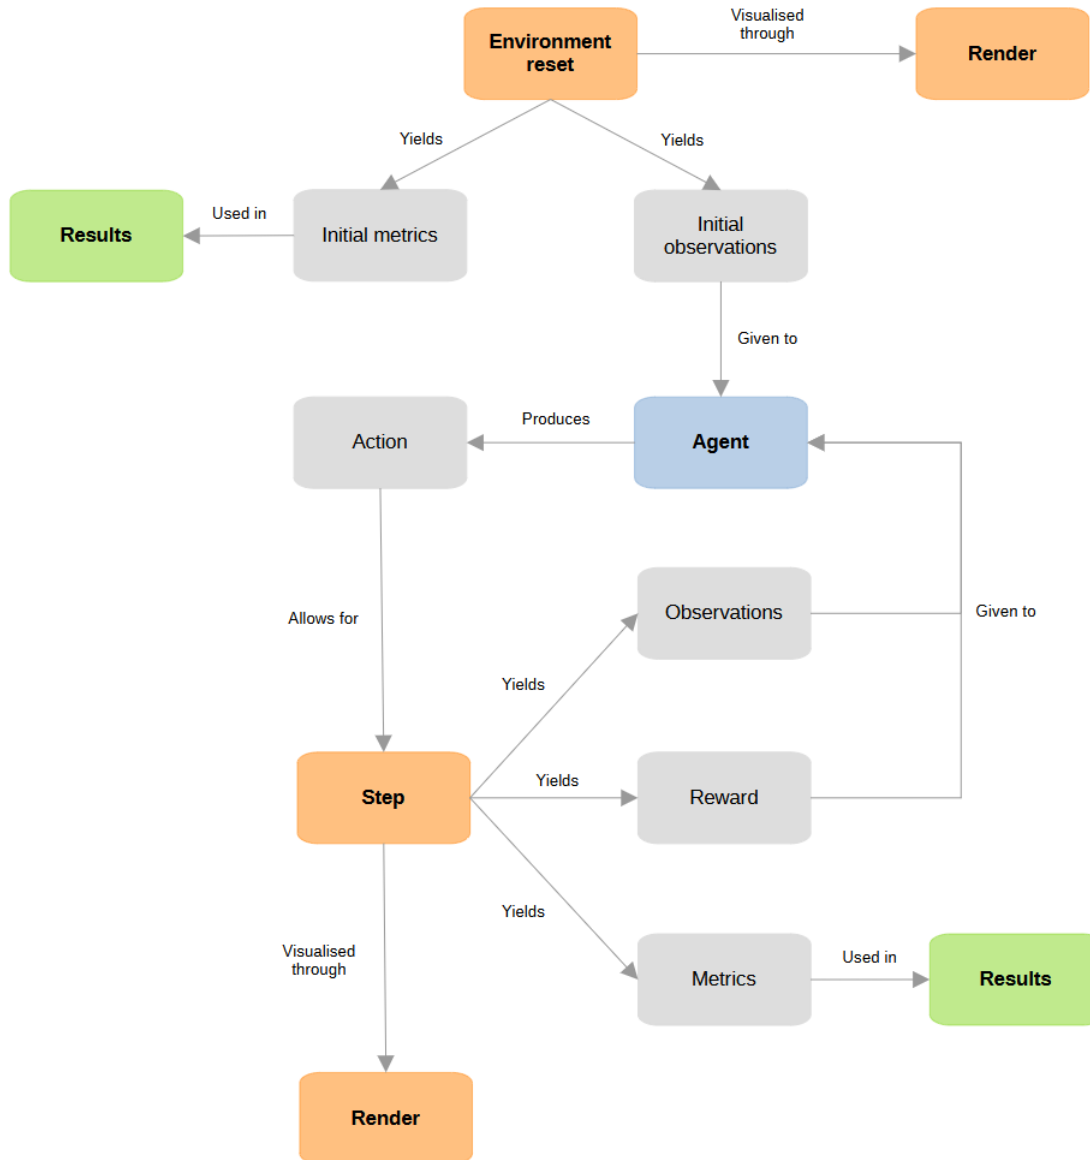 Visualised
through
Environment
reset
Render
Yields
Yields
Results
Used in
Initial metrics
Initial
observations
Given to
Action
Produces
Agent
Allows for
Observations
Given to
Yields
Step
Yields
Reward
Yields
Visualised
through
Metrics
Used in
Results
Render